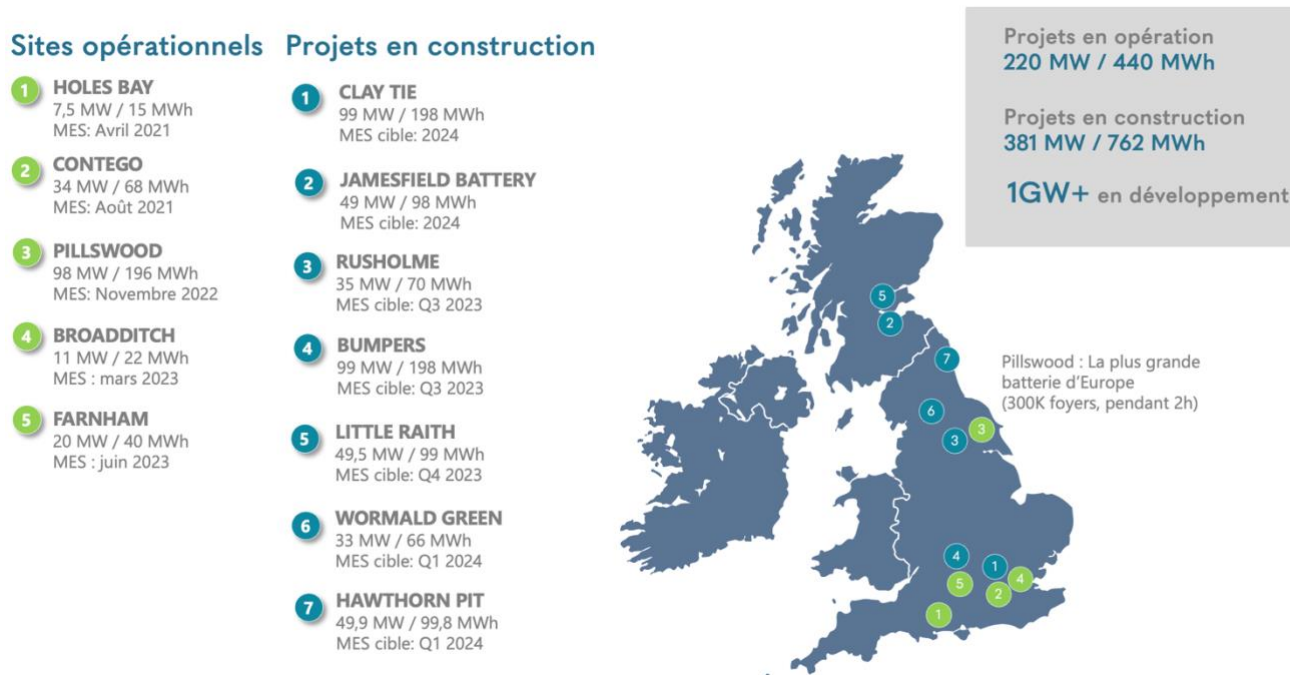 Sites opérationnels
1
HOLES BAY
7,5 MW / 15 MWh
MES: Avril 2021
2
CONTEGO
34 MW / 68 MWh
MES: Août 2021
3
PILLSWOOD
98 MW / 196 MWh
MES: Novembre 2022
4
BROADDITCH
11 MW / 22 MWh
MES : mars 2023
5
FARNHAM
20 MW / 40 MWh
MES : juin 2023
Projets en construction
1
CLAY TIE
99 MW / 198 MWh
MES cible: 2024
2
JAMESFIELD BATTERY
49 MW / 98 MWh
MES cible: 2024
3
RUSHOLME
35 MW / 70 MWh
MES cible: Q3 2023
4
BUMPERS
99 MW / 198 MWh
MES cible: Q3 2023
5
LITTLE RAITH
49,5 MW / 99 MWh
MES cible: Q4 2023
6
WORMALD GREEN
33 MW / 66 MWh
MES cible: Q1 2024
7
HAWTHORN PIT
49,9 MW / 99,8 MWh
MES cible: Q1 2024
5
2
7
6
3
3
4
1
5
4
2
1
Projets en opération
220 MW / 440 MWh
Projets en construction
381 MW / 762 MWh
1GW+ en développement
Pillswood : La plus grande
batterie d'Europe
(300K foyers, pendant 2h)